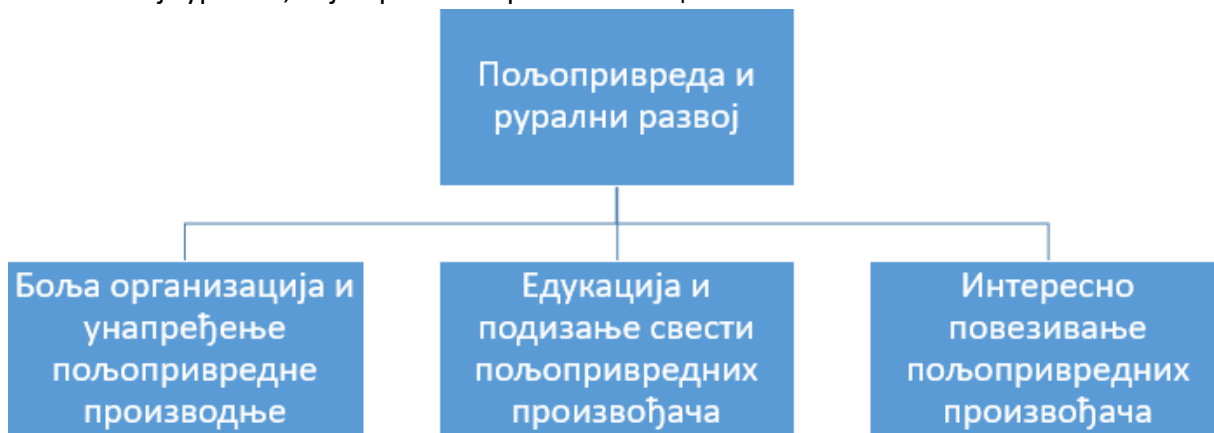 Пољопривреда и
рурални развој
Боља организација и
унапређење
пољопривредне
производње
Едукација и
подизање свести
пољопривредних
произвођача
Интересно
повезивање
пољопривредних
произвођача